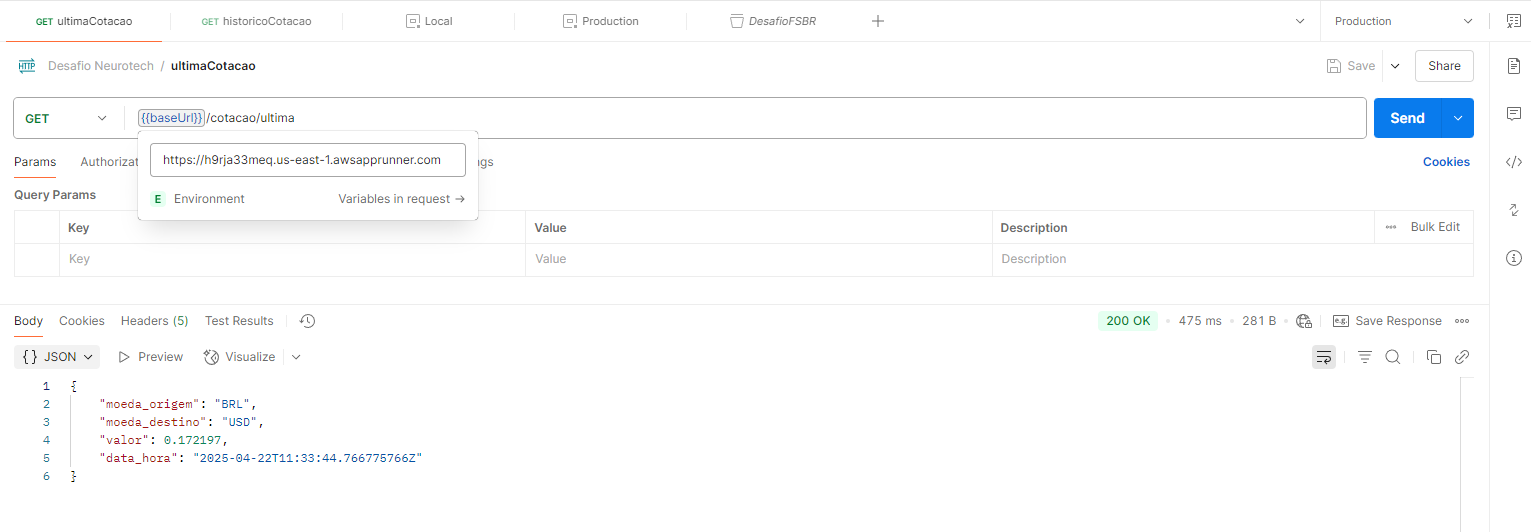 GET ultimaCotacao GET historicoCotacao Local Production DesafioFSBR Production
HTTP Desafio Neurotech / ultimaCotacao Save Share
GET {{baseUrl}}/cotacao/ultima Send
https://h9rja33meq.us-east-1.awsapprunner.com
E Environment Variables in request →
Params Authorizat ngs Cookies
Query Params
Key Value Description Bulk Edit
Key Value Description
Body Cookies Headers (5) Test Results 200 OK 475 ms 281 B e.g. Save Response
{} JSON Preview Visualize
1 {
2 "moeda_origem": "BRL",
3 "moeda_destino": "USD",
4 "valor": 0.172197,
5 "data_hora": "2025-04-22T11:33:44.766775766Z"
6 }